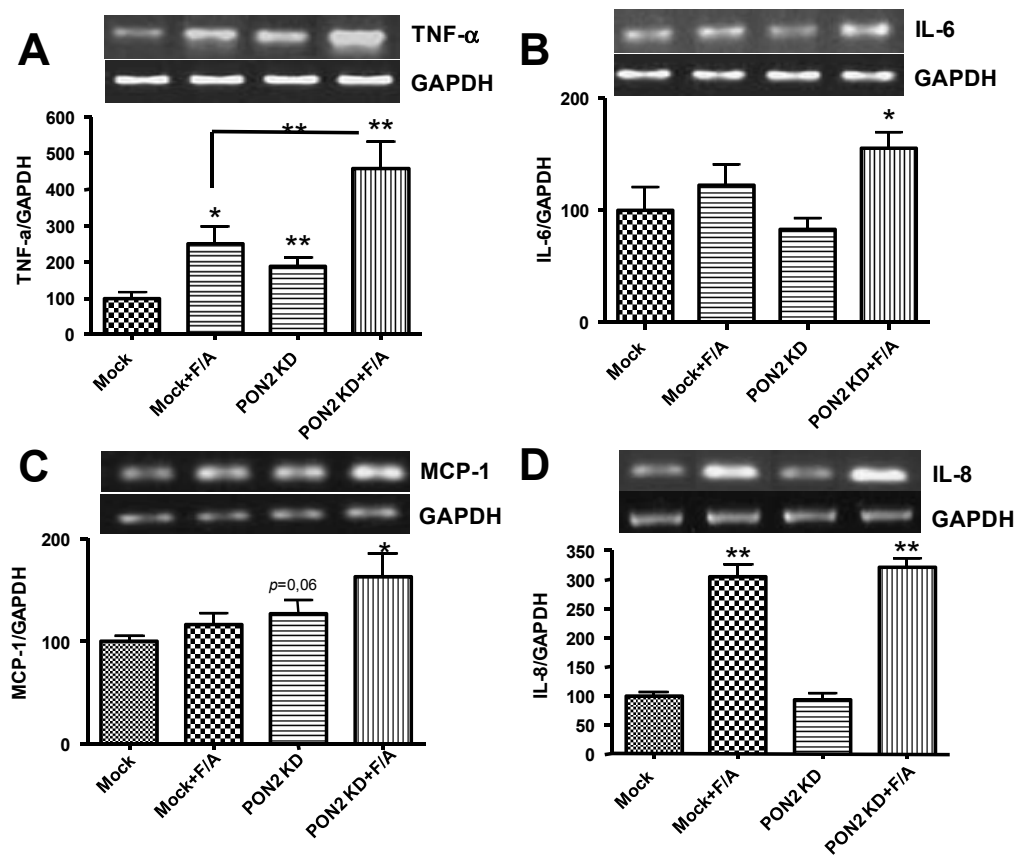 A
TNF-α
GAPDH
TNF-a/GAPDH
600
500
400
300
200
100
0
*
**
**
**
Mock
Mock+F/A
PON2 KD
PON2 KD+F/A
B
IL-6
GAPDH
IL-6/GAPDH
200
100
0
*
Mock
Mock+F/A
PON2 KD
PON2 KD+F/A
C
MCP-1
GAPDH
MCP-1/GAPDH
200
100
0
p=0,06
*
Mock
Mock+F/A
PON2 KD
PON2 KD+F/A
D
IL-8
GAPDH
IL-8/GAPDH
350
300
250
200
150
100
50
0
**
**
Mock
Mock+F/A
PON2 KD
PON2 KD+F/A